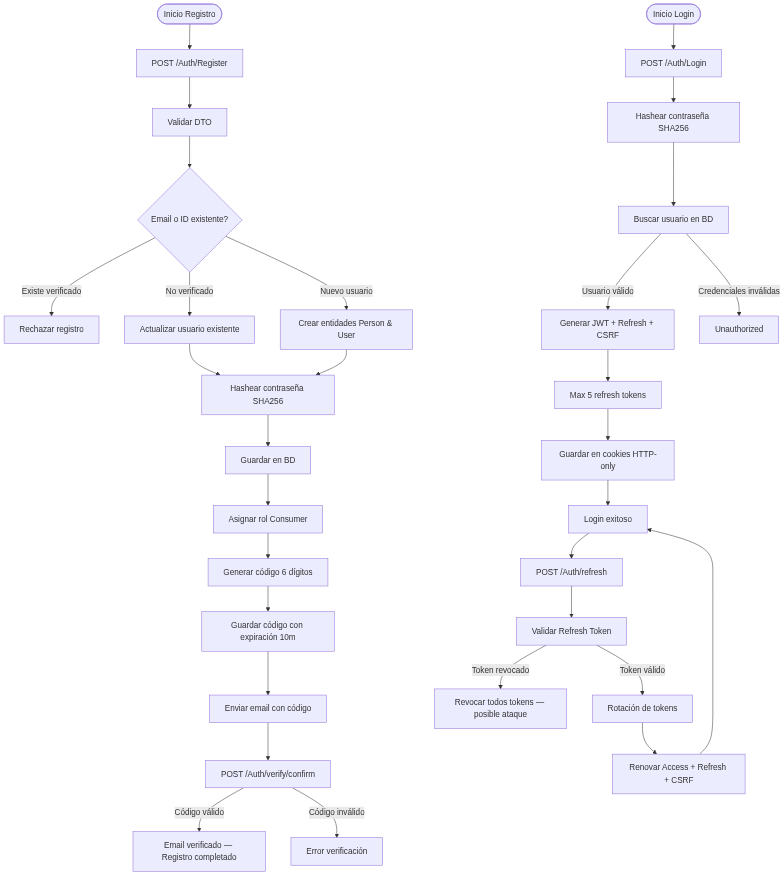 Inicio Registro
POST /Auth/Register
Validar DTO
Email o ID existente?
Existe verificado
No verificado
Nuevo usuario
Rechazar registro
Actualizar usuario existente
Crear entidades Person &
User
Hashear contraseña
SHA256
Guardar en BD
Asignar rol Consumer
Generar código 6 dígitos
Guardar código con
expiración 10m
Enviar email con código
POST /Auth/verify/confirm
Código válido
Código inválido
Email verificado —
Registro completado
Error verificación
Inicio Login
POST /Auth/Login
Hashear contraseña
SHA256
Buscar usuario en BD
Usuario válido
Credenciales inválidas
Generar JWT + Refresh +
CSRF
Unauthorized
Max 5 refresh tokens
Guardar en cookies HTTP-
only
Login exitoso
POST /Auth/refresh
Validar Refresh Token
Token revocado
Token válido
Revocar todos tokens —
posible ataque
Rotación de tokens
Renovar Access + Refresh
+ CSRF